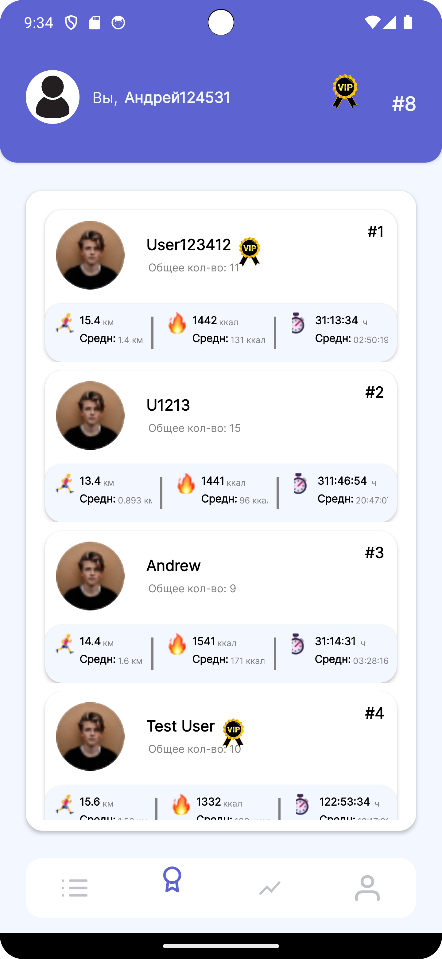 9:34
Вы, Андрей124531
VIP
#8
User123412 VIP
#1
Общее кол-во: 11
15.4 км
1442 ккал
31:13:34 ч
Средн: 1.4 км
Средн: 131 ккал
Средн: 02:50:19
U1213
#2
Общее кол-во: 15
13.4 км
1441 ккал
311:46:54 ч
Средн: 0.893 км
Средн: 96 ккал
Средн: 20:47:0
Andrew
#3
Общее кол-во: 9
14.4 км
1541 ккал
31:14:31 ч
Средн: 1.6 км
Средн: 171 ккал
Средн: 03:28:16
Test User VIP
#4
Общее кол-во: 10
15.6 км
1332 ккал
122:53:34 ч
Средн:
Средн:
Средн: